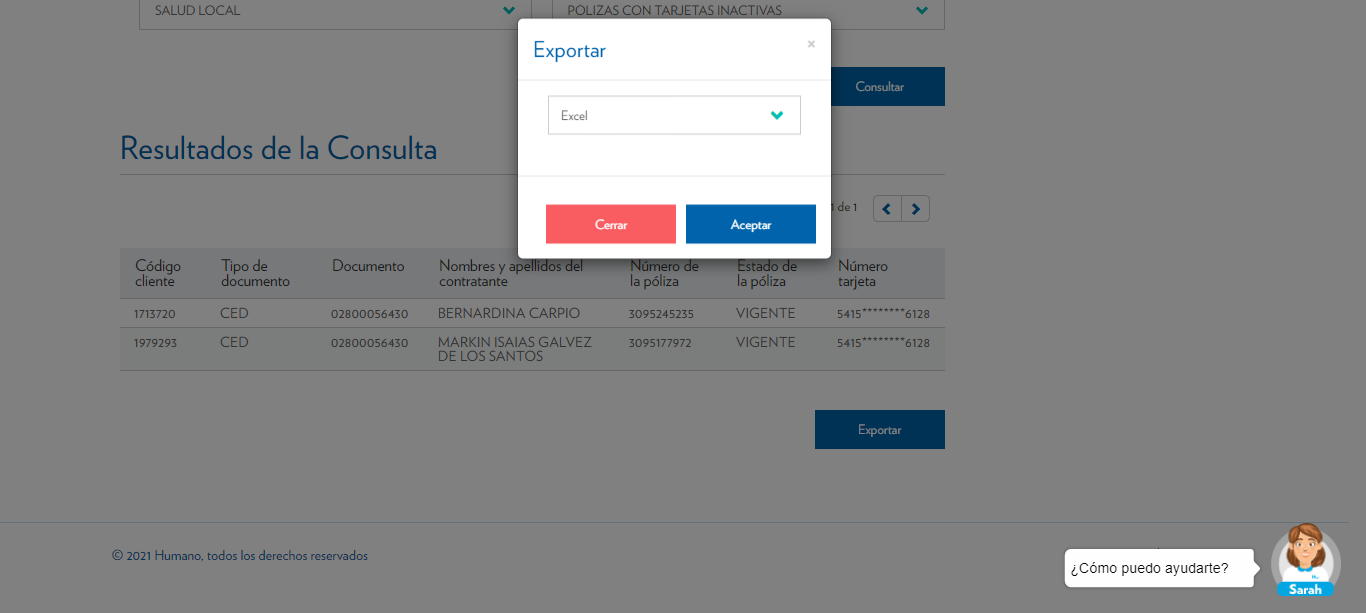 SALUD LOCAL
POLIZAS CON TARJETAS INACTIVAS
Exportar
×
Consultar
Excel
Resultados de la Consulta
1 de 1
Cerrar
Aceptar
Código cliente
Tipo de documento
Documento
Nombres y apellidos del contratante
Número de la póliza
Estado de la póliza
Número tarjeta
1713720 CED 02800056430 BERNARDINA CARPIO 3095245235 VIGENTE 5415********6128
1979293 CED 02800056430 MARKIN ISAIAS GALVEZ DE LOS SANTOS 3095177972 VIGENTE 5415********6128
Exportar
© 2021 Humano, todos los derechos reservados
¿Cómo puedo ayudarte?
Sarah